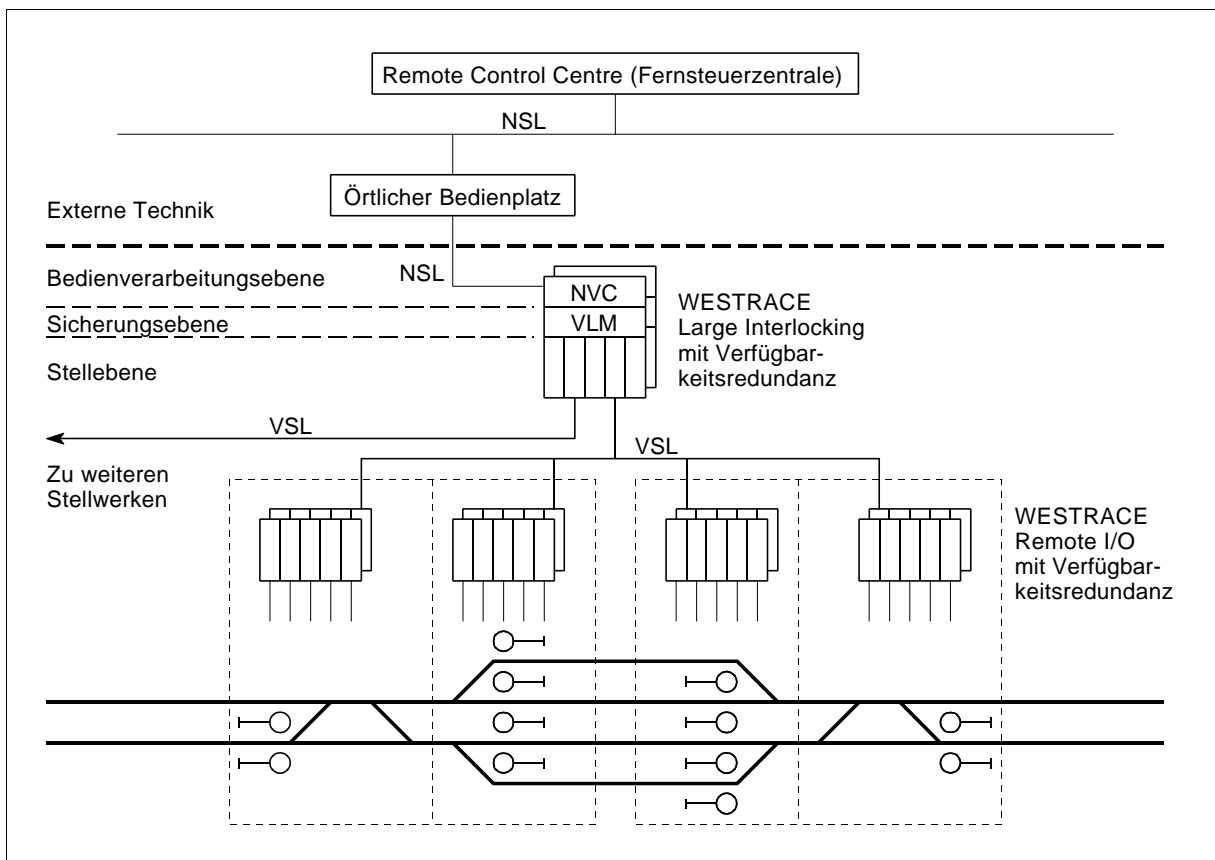 Remote Control Centre (Fernsteuerzentrale)
NSL
Örtlicher Bedienplatz
Externe Technik
Bedienverarbeitungsebene
NSL
NVC
WESTRACE
Large Interlocking
mit Verfügbar-
keitsredundanz
Sicherungsebene
VLM
Stellebene
VSL
VSL
Zu weiteren
Stellwerken
WESTRACE
Remote I/O
mit Verfügbar-
keitsredundanz